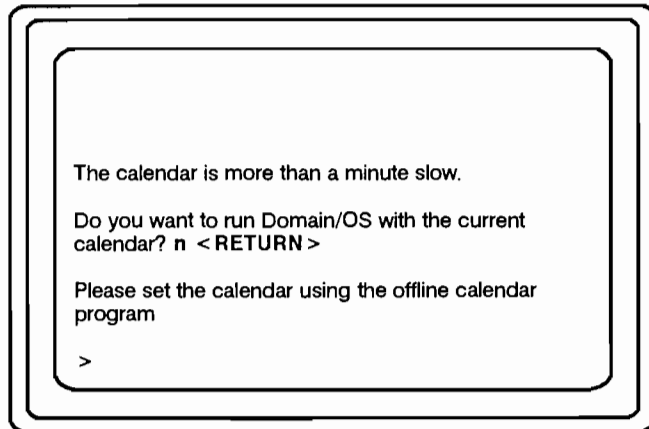 The calendar is more than a minute slow.
Do you want to run Domain/OS with the current
calendar? n <RETURN>
Please set the calendar using the offline calendar
program
>